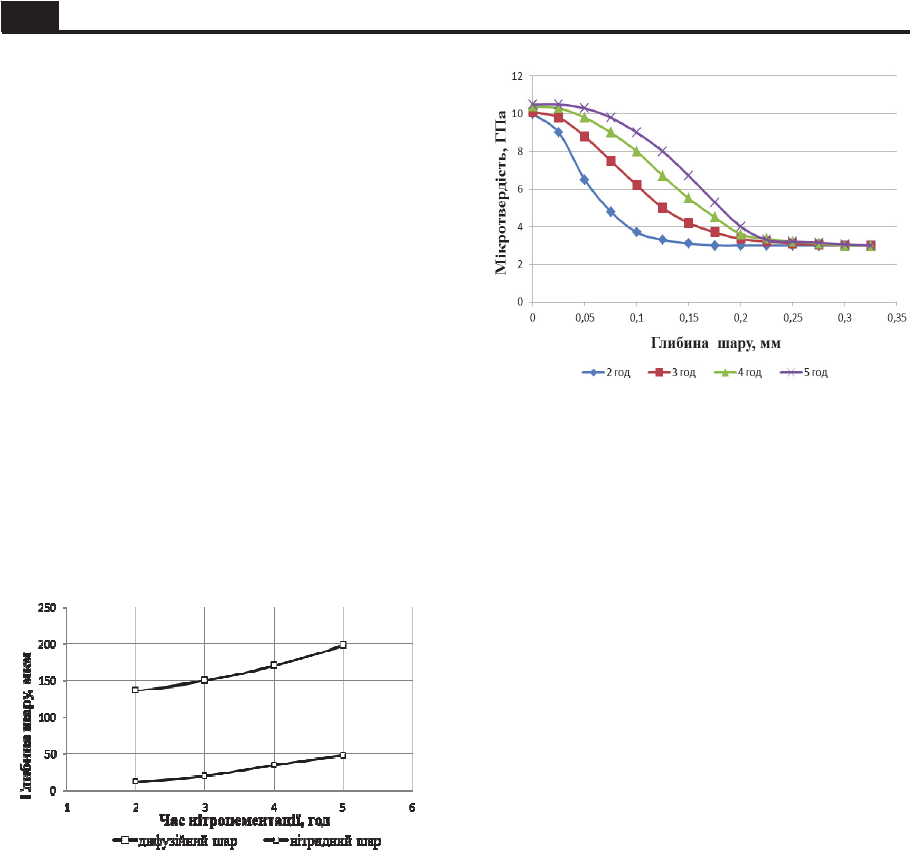 12
10
8
6
4
2
0
Мікротвердість, ГПа
0 0,05 0,1 0,15 0,2 0,25 0,3 0,35
Глибина шару, мм
2 год 3 год 4 год 5 год
250
200
150
100
50
0
Глибина шару, мкм
1 2 3 4 5 6
Час нітроцементації, год
дифузійний шар нітридний шар